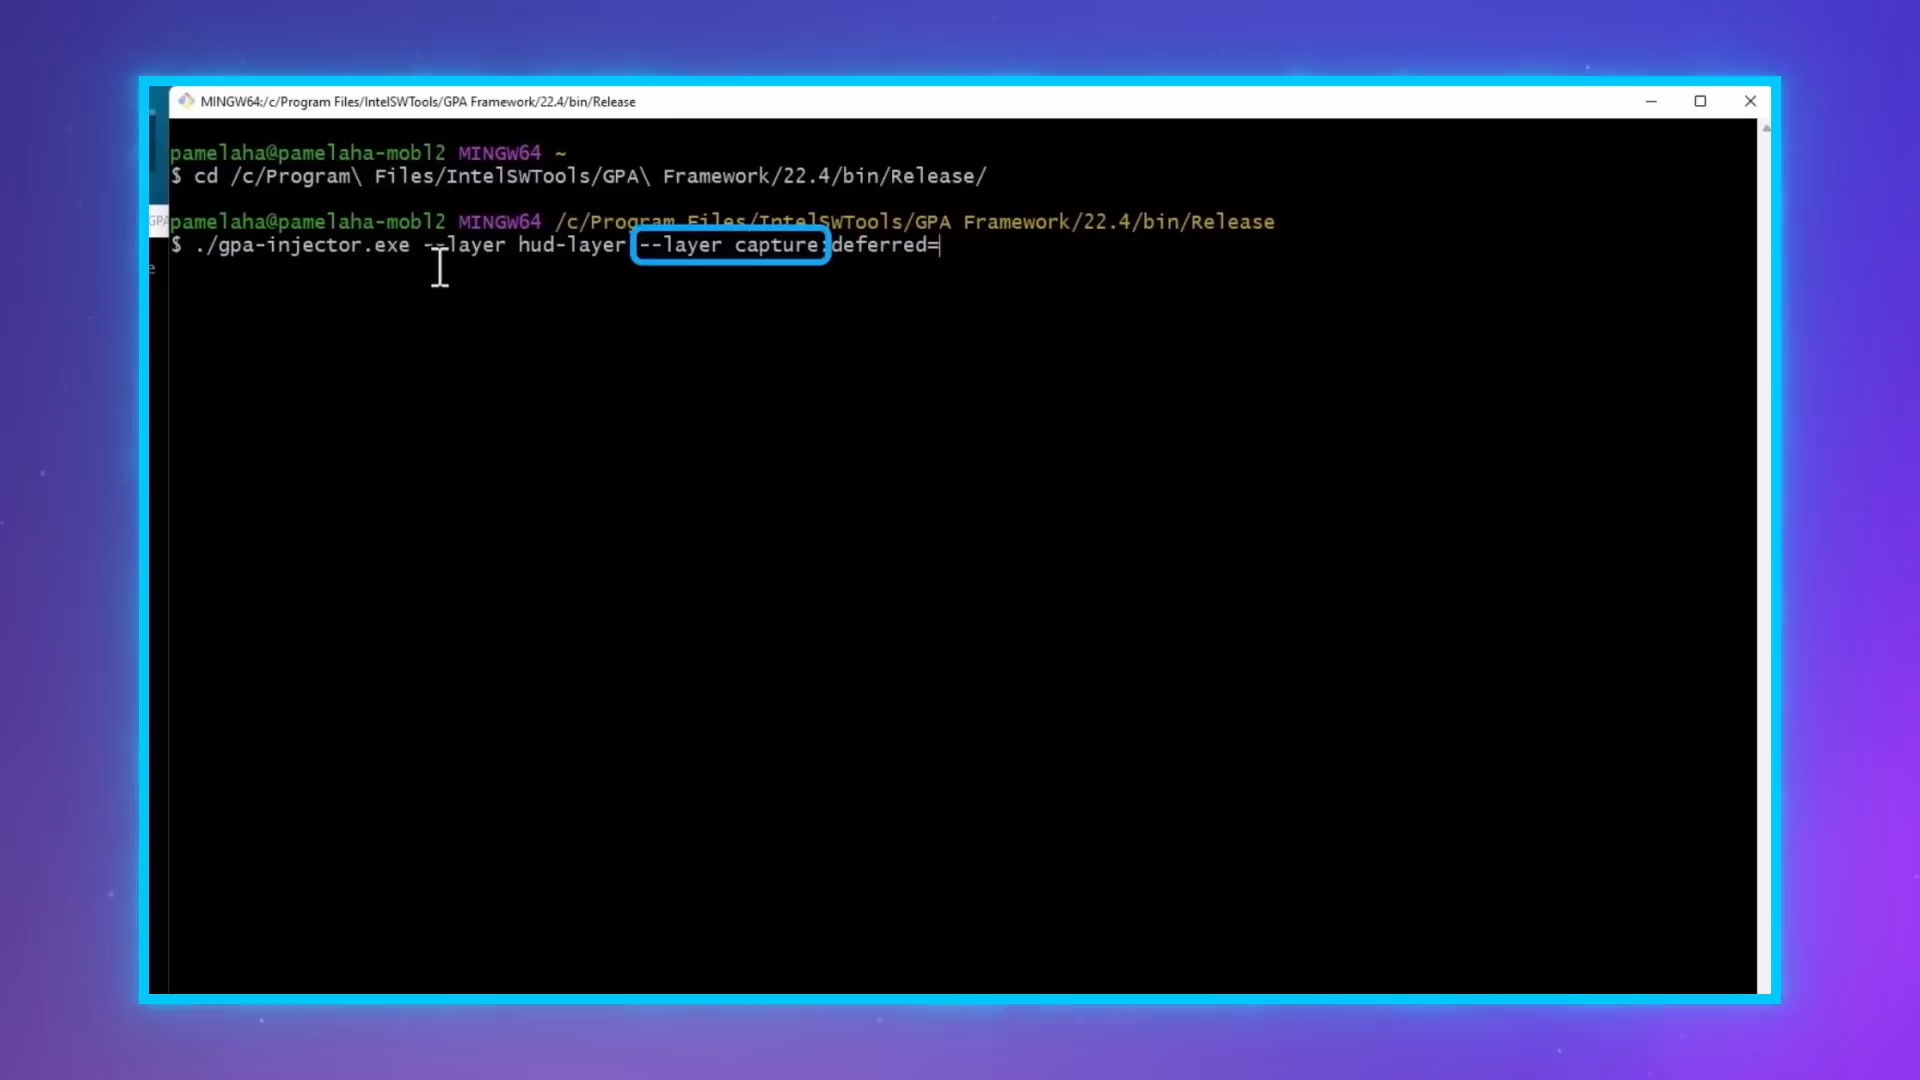 MINGW64:/c/Program Files/IntelSWTools/GPA Framework/22.4/bin/Release
pamelaha@pamelaha-mobl2 MINGW64 ~
$ cd /c/Program\ Files/IntelSWTools/GPA\ Framework/22.4/bin/Release/
GPA
pamelaha@pamelaha-mobl2 MINGW64 /c/Program Files/IntelSWTools/GPA Framework/22.4/bin/Release
$ ./gpa-injector.exe --layer hud-layer --layer capture:deferred=
e